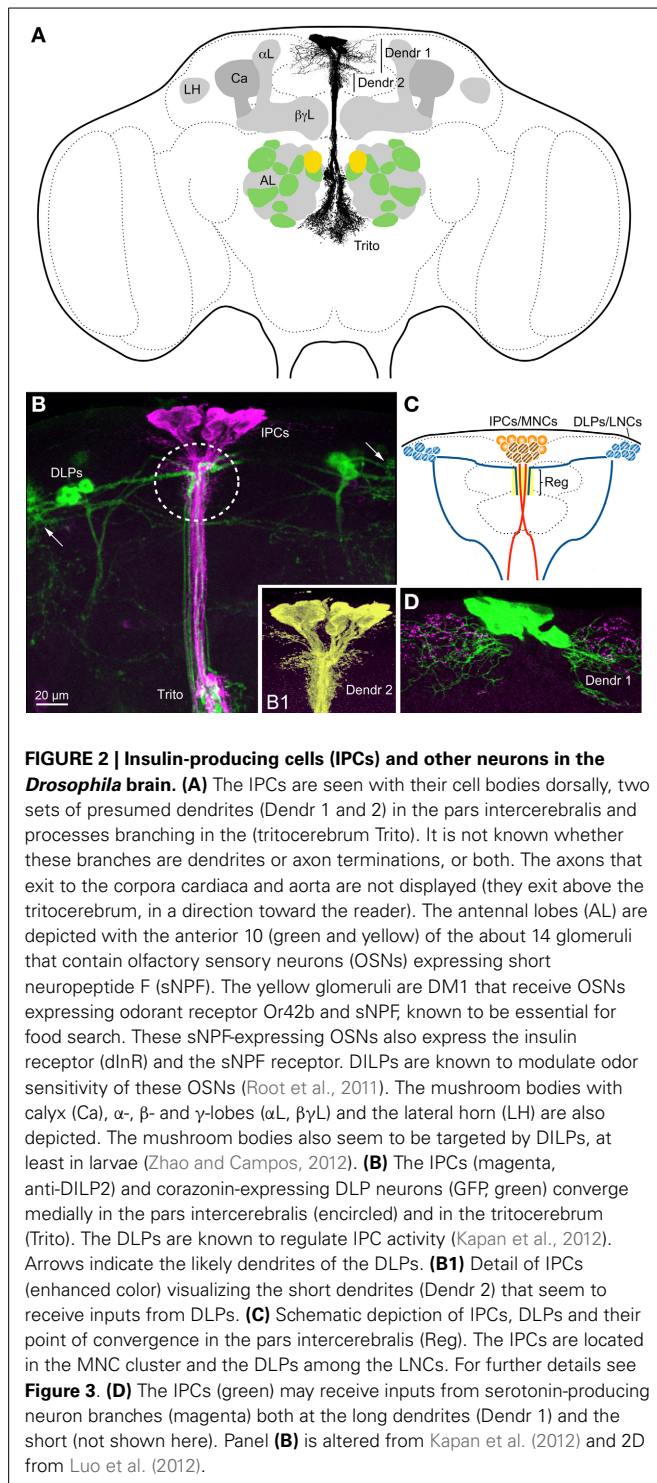 A
αL
Dendr 1
Ca
Dendr 2
LH
βγL
AL
Trito
B
IPCs
DLPs
Trito
20 μm
B1
Dendr 2
C
IPCs/MNCs
DLPs/LNCs
Reg
D
Dendr 1
FIGURE 2 | Insulin-producing cells (IPCs) and other neurons in the
Drosophila brain. (A) The IPCs are seen with their cell bodies dorsally, two
sets of presumed dendrites (Dendr 1 and 2) in the pars intercerebralis and
processes branching in the (tritocerebrum Trito). It is not known whether
these branches are dendrites or axon terminations, or both. The axons that
exit to the corpora cardiaca and aorta are not displayed (they exit above the
tritocerebrum, in a direction toward the reader). The antennal lobes (AL) are
depicted with the anterior 10 (green and yellow) of the about 14 glomeruli
that contain olfactory sensory neurons (OSNs) expressing short
neuropeptide F (sNPF). The yellow glomeruli are DM1 that receive OSNs
expressing odorant receptor Or42b and sNPF, known to be essential for
food search. These sNPF-expressing OSNs also express the insulin
receptor (dInR) and the sNPF receptor. DILPs are known to modulate odor
sensitivity of these OSNs (Root et al., 2011). The mushroom bodies with
calyx (Ca), α-, β- and γ-lobes (αL, βγL) and the lateral horn (LH) are also
depicted. The mushroom bodies also seem to be targeted by DILPs, at
least in larvae (Zhao and Campos, 2012). (B) The IPCs (magenta,
anti-DILP2) and corazonin-expressing DLP neurons (GFP, green) converge
medially in the pars intercerebralis (encircled) and in the tritocerebrum
(Trito). The DLPs are known to regulate IPC activity (Kapan et al., 2012).
Arrows indicate the likely dendrites of the DLPs. (B1) Detail of IPCs
(enhanced color) visualizing the short dendrites (Dendr 2) that seem to
receive inputs from DLPs. (C) Schematic depiction of IPCs, DLPs and their
point of convergence in the pars intercerebralis (Reg). The IPCs are located
in the MNC cluster and the DLPs among the LNCs. For further details see
Figure 3. (D) The IPCs (green) may receive inputs from serotonin-producing
neuron branches (magenta) both at the long dendrites (Dendr 1) and the
short (not shown here). Panel (B) is altered from Kapan et al. (2012) and 2D
from Luo et al. (2012).